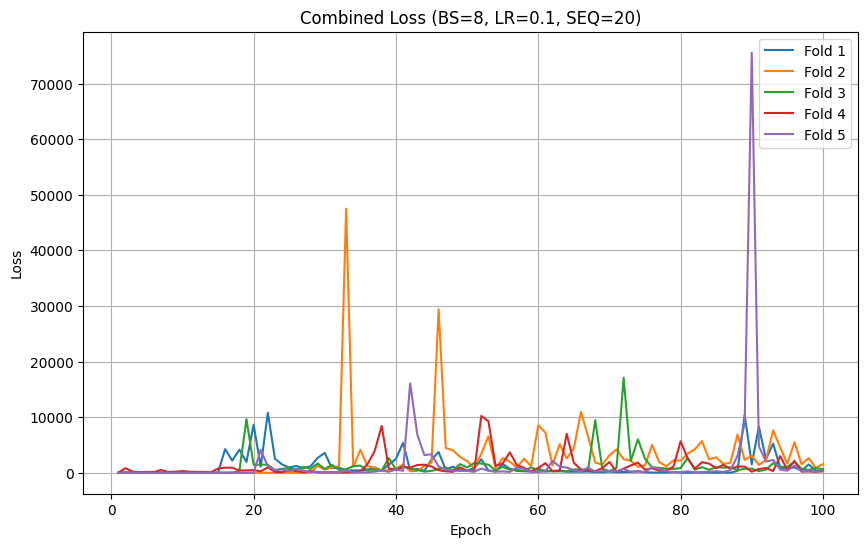 Combined Loss (BS=8, LR=0.1, SEQ=20)
Fold 1
Fold 2
Fold 3
Fold 4
Fold 5
Loss
70000
60000
50000
40000
30000
20000
10000
0
0 20 40 60 80 100
Epoch